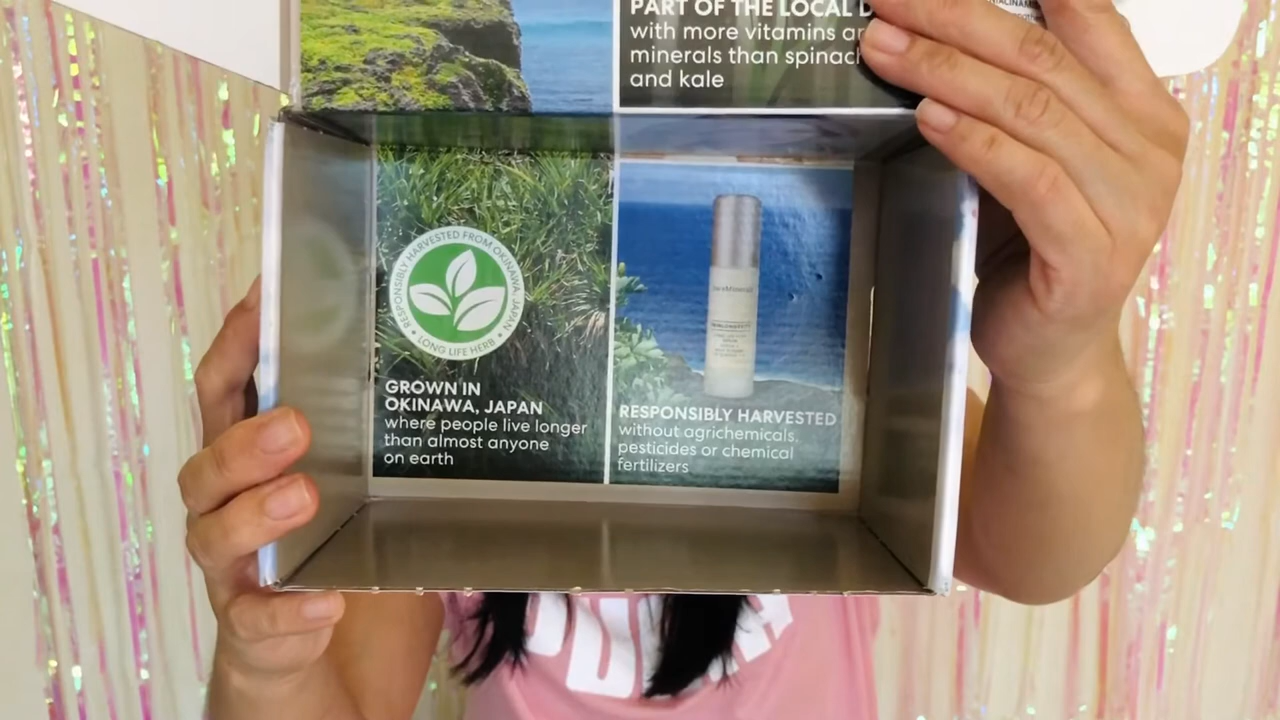 PART OF THE LOCAL D
with more vitamins ar
minerals than spinach
and kale
RESPONSIBLY HARVESTED FROM OKINAWA, JAPAN
• LONG LIFE HERB •
GROWN IN
OKINAWA, JAPAN
where people live longer
than almost anyone
on earth
bareMinerals
RESPONSIBLY HARVESTED
without agrichemicals,
pesticides or chemical
fertilizers